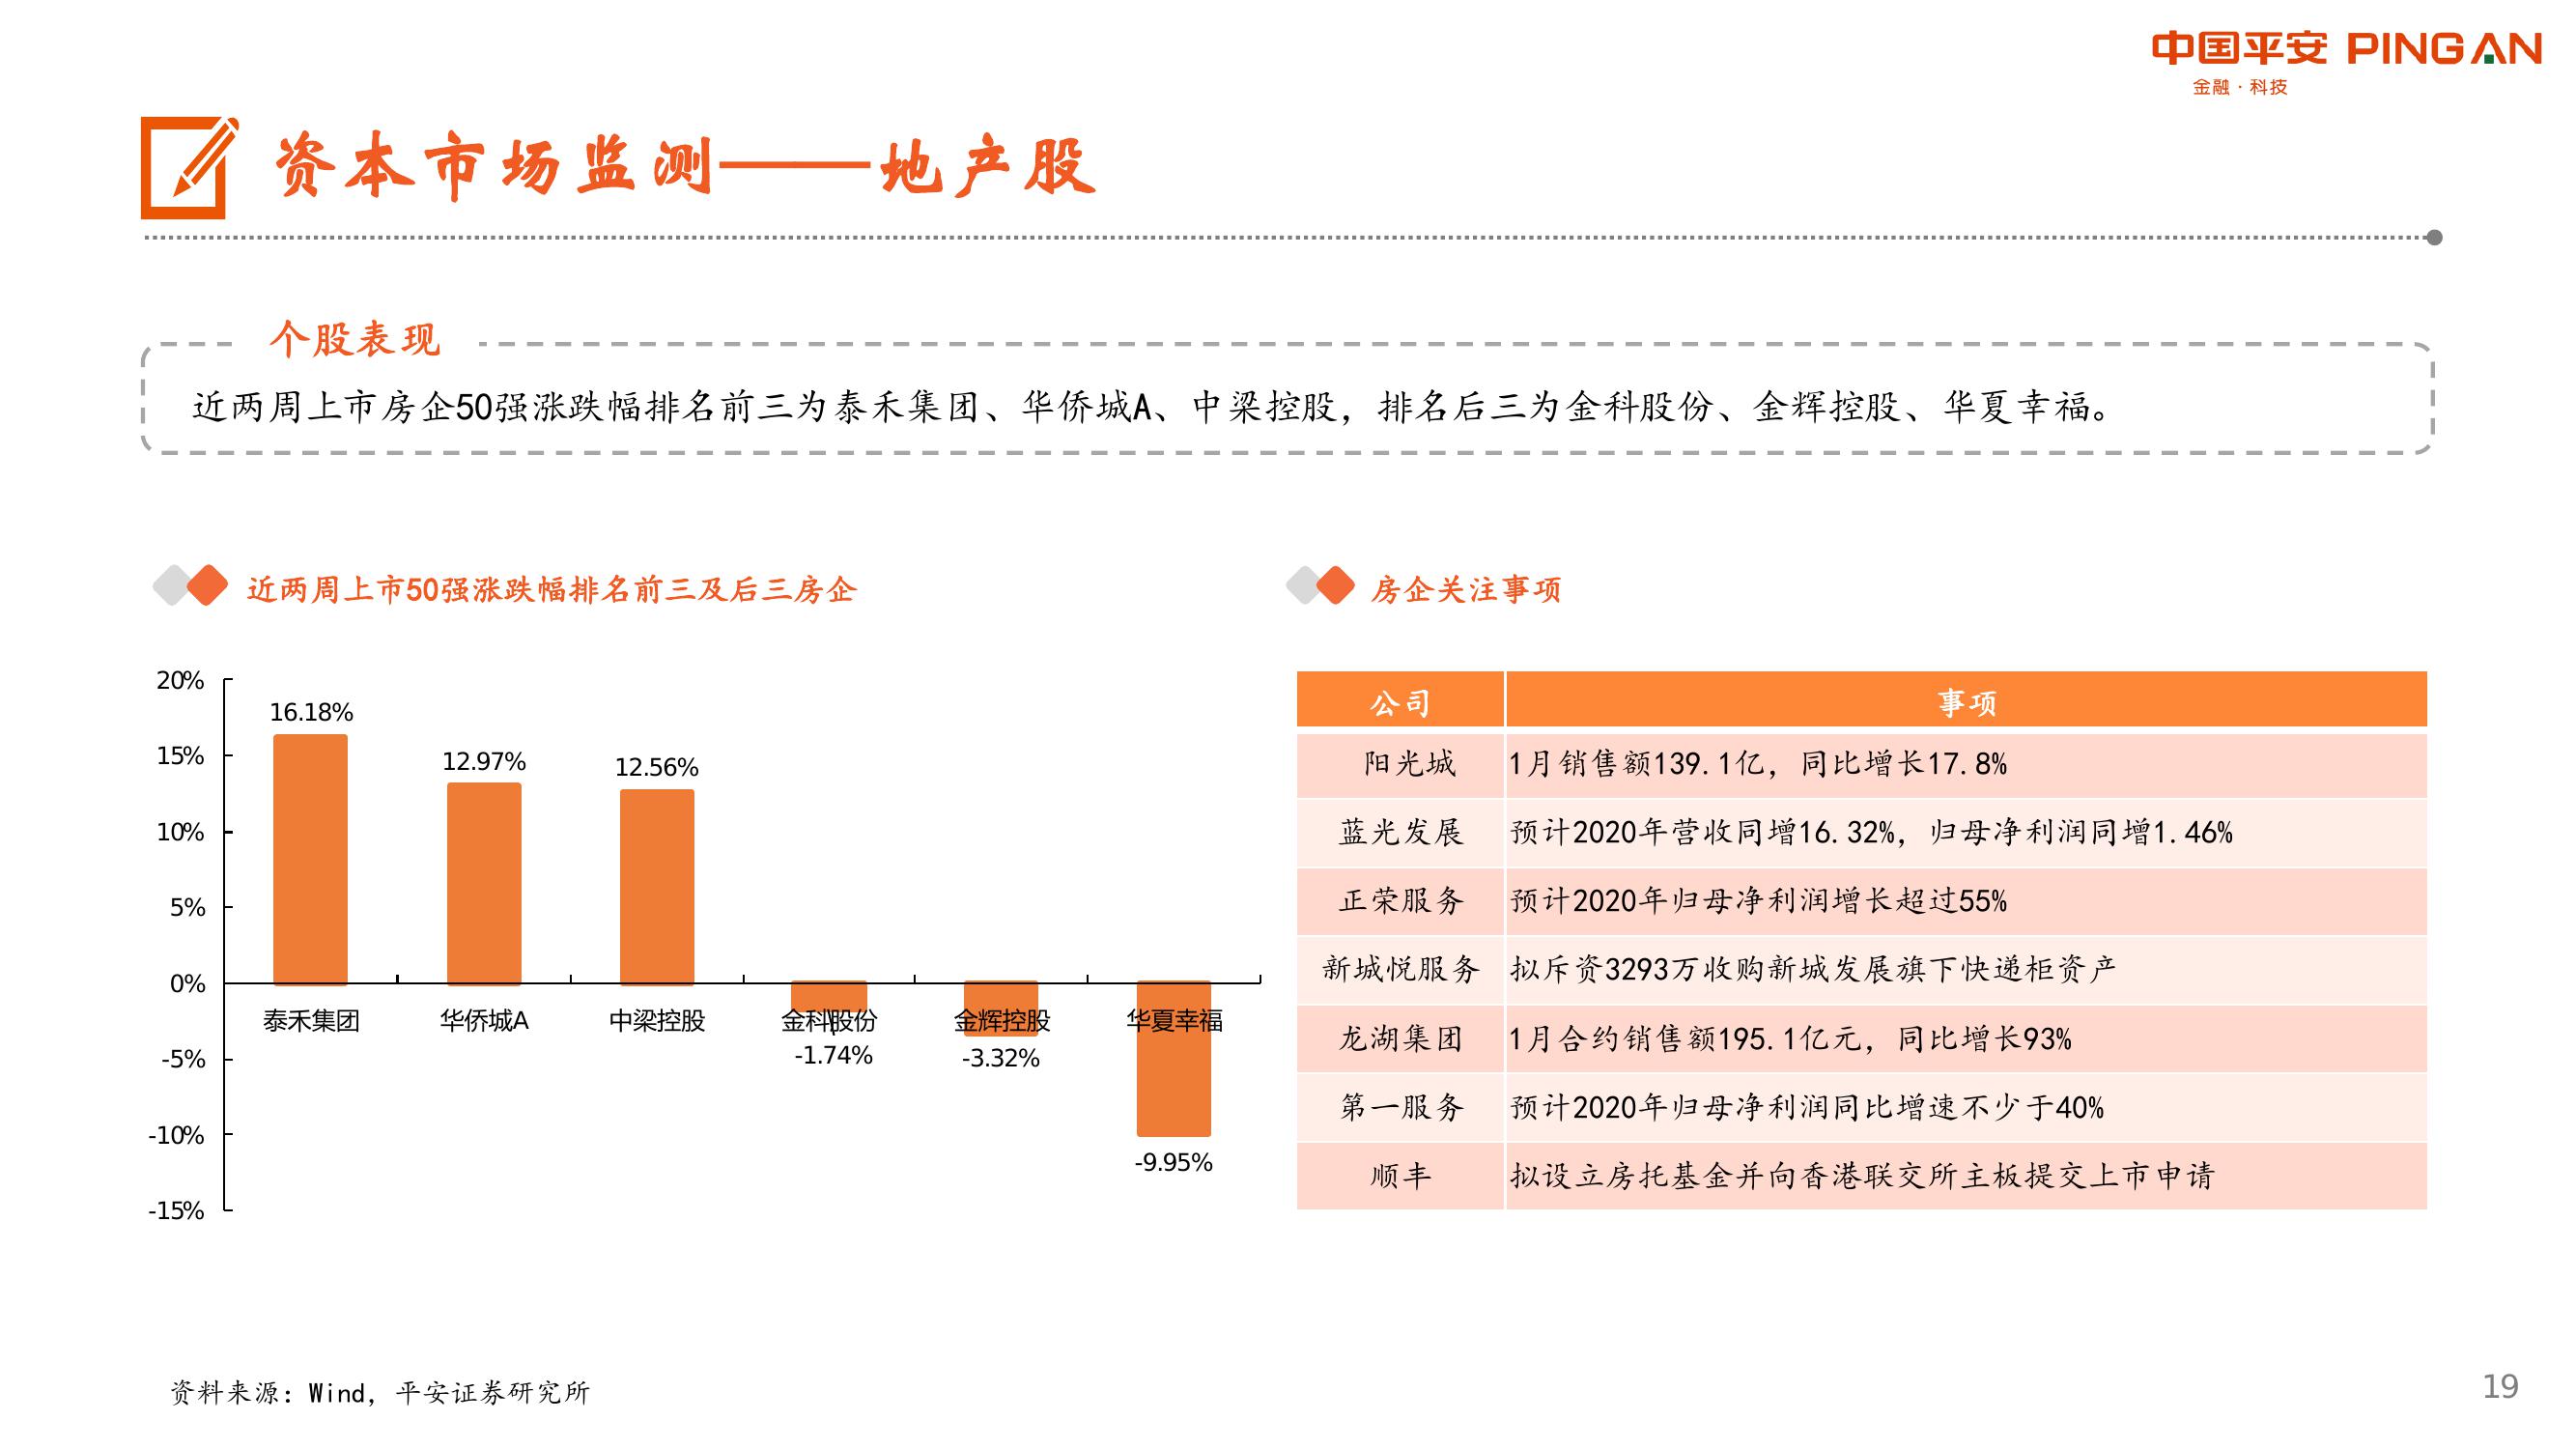 中国平安 PINGAN
金融·科技
资本市场监测——地产股
个股表现
近两周上市房企50强涨跌幅排名前三为泰禾集团、华侨城A、中梁控股，排名后三为金科股份、金辉控股、华夏幸福。
近两周上市50强涨跌幅排名前三及后三房企
20%
15%
10%
5%
0%
-5%
-10%
-15%
16.18%
12.97%
12.56%
-1.74%
-3.32%
-9.95%
泰禾集团
华侨城A
中梁控股
金科股份
金辉控股
华夏幸福
房企关注事项
公司 事项
阳光城 1月销售额139.1亿，同比增长17.8%
蓝光发展 预计2020年营收同增16.32%，归母净利润同增1.46%
正荣服务 预计2020年归母净利润增长超过55%
新城悦服务 拟斥资3293万收购新城发展旗下快递柜资产
龙湖集团 1月合约销售额195.1亿元，同比增长93%
第一服务 预计2020年归母净利润同比增速不少于40%
顺丰 拟设立房托基金并向香港联交所主板提交上市申请
资料来源：Wind，平安证券研究所
19